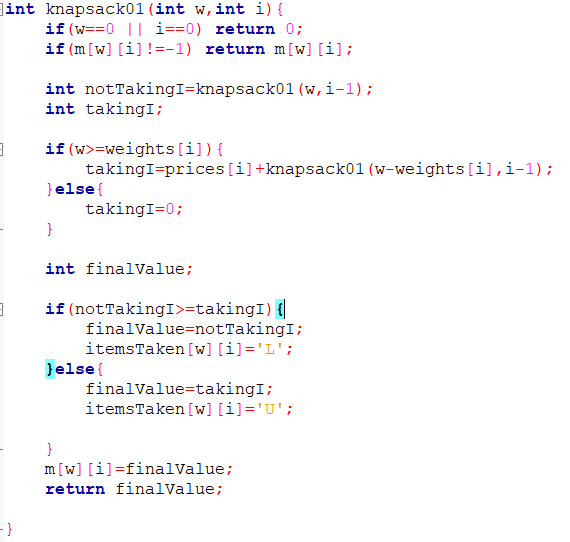 int knapsack01(int w,int i){
    if(w==0 || i==0) return 0;
    if(m[w][i]!=-1) return m[w][i];

    int notTakingI=knapsack01(w,i-1);
    int takingI;

    if(w>=weights[i]){
        takingI=prices[i]+knapsack01(w-weights[i],i-1);
    }else{
        takingI=0;
    }

    int finalValue;

    if(notTakingI>=takingI){
        finalValue=notTakingI;
        itemsTaken[w][i]='L';
    }else{
        finalValue=takingI;
        itemsTaken[w][i]='U';

    }
    m[w][i]=finalValue;
    return finalValue;

}